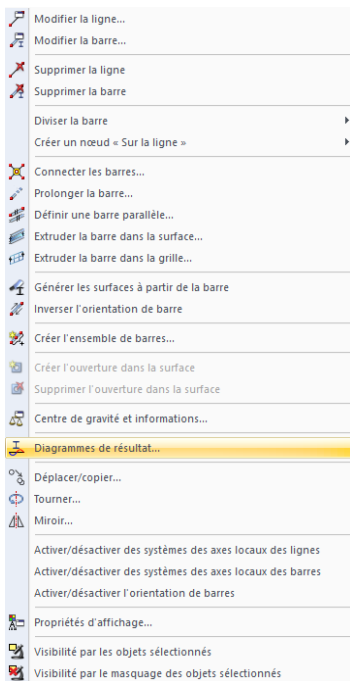 Modifier la ligne...
Modifier la barre...
Supprimer la ligne
Supprimer la barre
Diviser la barre
Créer un nœud « Sur la ligne »
Connecter les barres...
Prolonger la barre...
Définir une barre parallèle...
Extruder la barre dans la surface...
Extruder la barre dans la grille...
Générer les surfaces à partir de la barre
Inverser l'orientation de barre
Créer l'ensemble de barres...
Créer l'ouverture dans la surface
Supprimer l'ouverture dans la surface
Centre de gravité et informations...
Diagrammes de résultat...
Déplacer/copier...
Tourner...
Miroir...
Activer/désactiver des systèmes des axes locaux des lignes
Activer/désactiver des systèmes des axes locaux des barres
Activer/désactiver l'orientation de barres
Propriétés d'affichage...
Visibilité par les objets sélectionnés
Visibilité par le masquage des objets sélectionnés